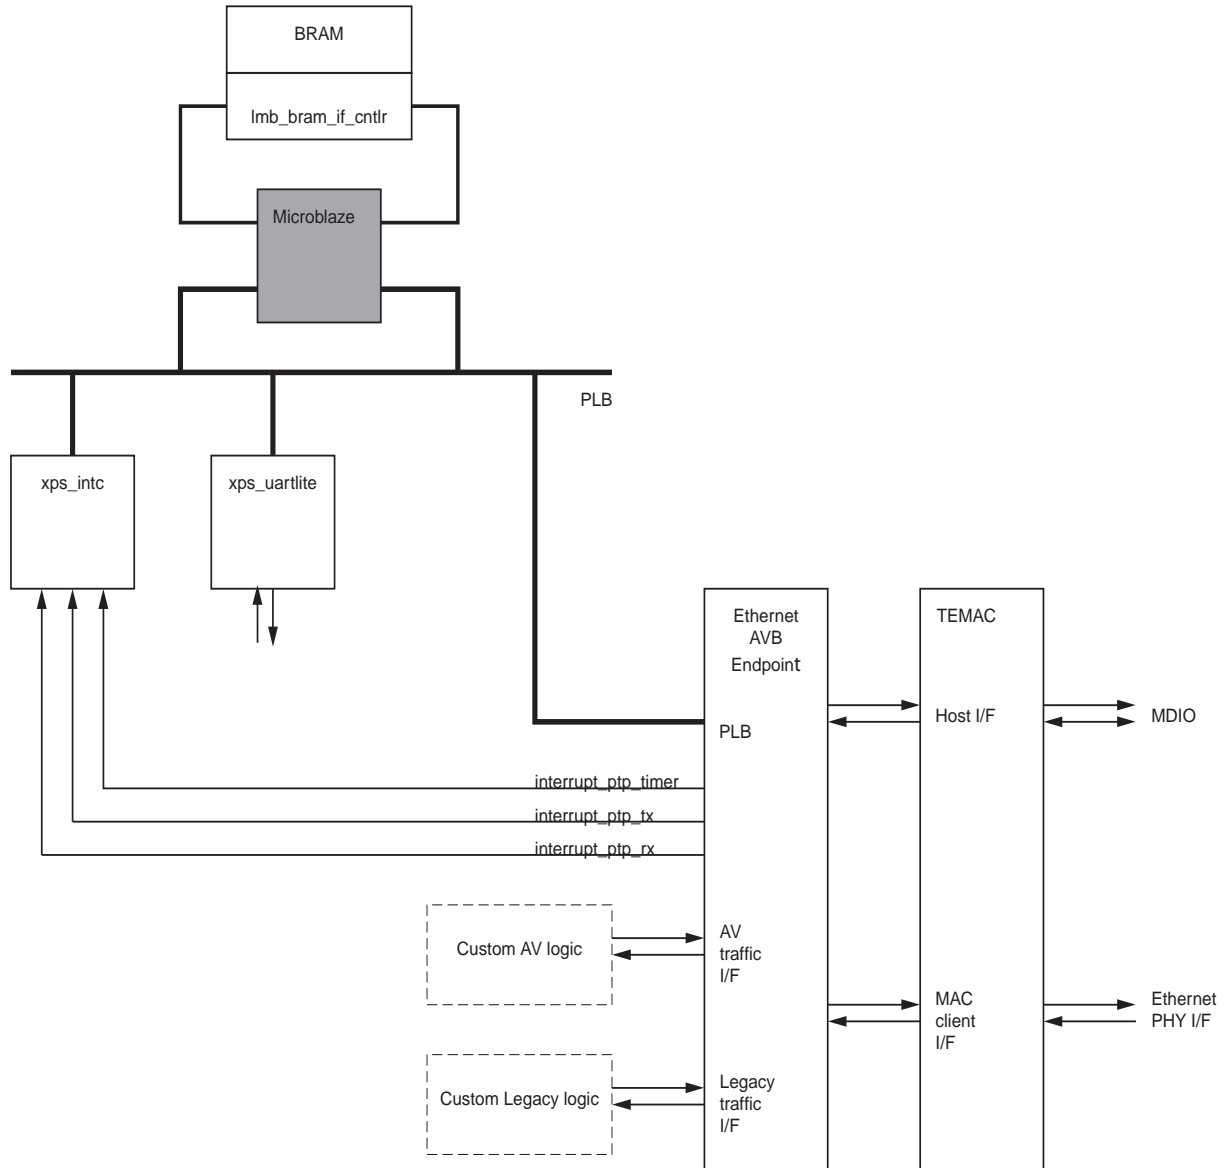 BRAM
lmb_bram_if_cntlr
Microblaze
PLB
xps_intc
xps_uartlite
Ethernet
AVB
Endpoint
TEMAC
Host I/F
MDIO
PLB
interrupt_ptp_timer
interrupt_ptp_tx
interrupt_ptp_rx
Custom AV logic
AV
traffic
I/F
MAC
client
I/F
Ethernet
PHY I/F
Custom Legacy logic
Legacy
traffic
I/F